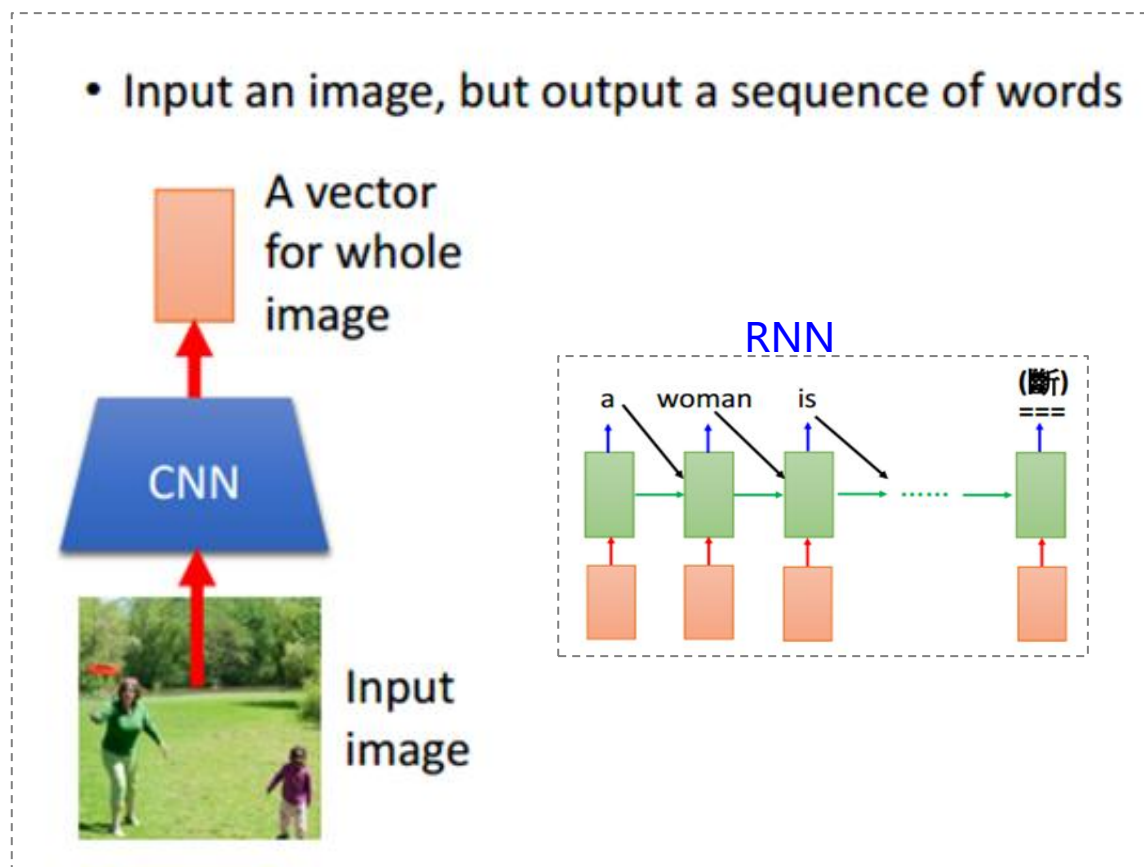 • Input an image, but output a sequence of words
A vector
for whole
image
CNN
Input
image
RNN
a woman is ...... (斷)
===